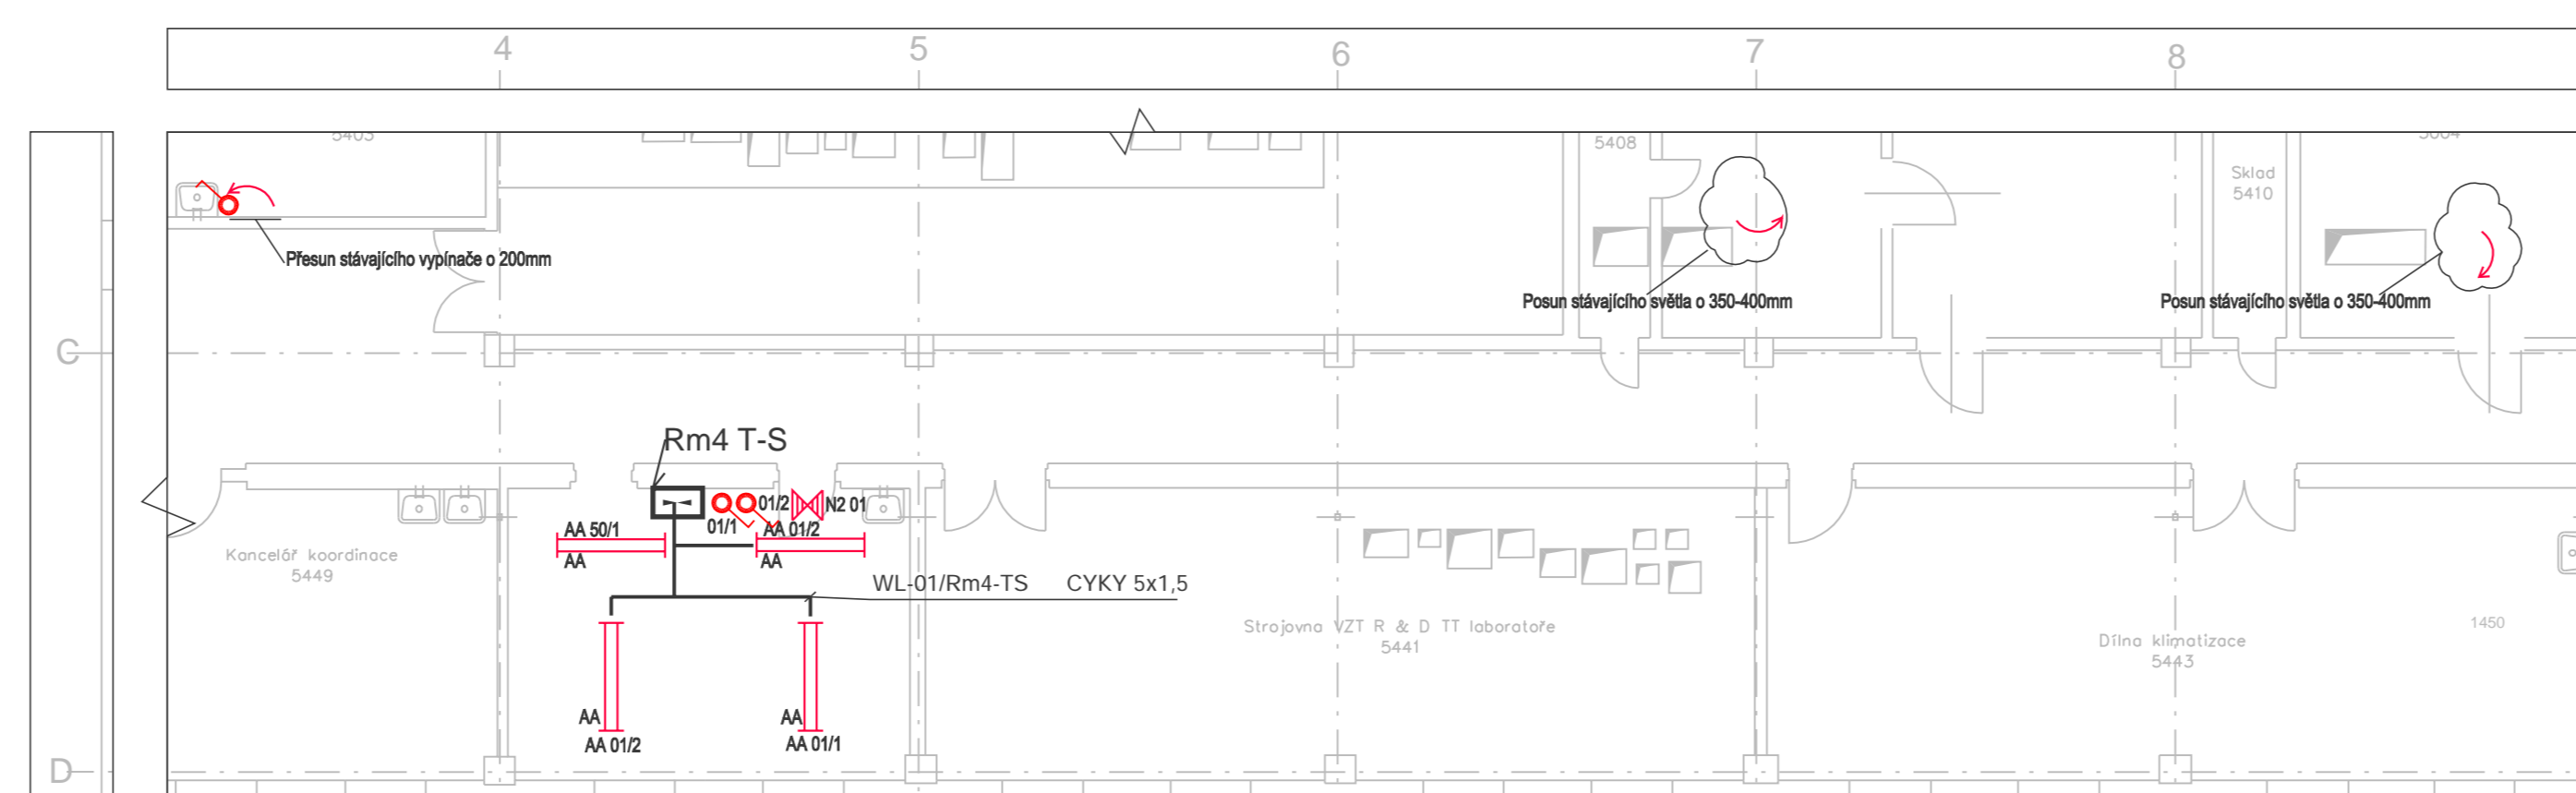 4
5
6
7
8
5403
5408
Sklad
5410
Přesun stávajícího vypínače o 200mm
Posun stávajícího světla o 350-400mm
Posun stávajícího světla o 350-400mm
C
Rm4 T-S
01/2
N2 01
01/1
AA 50/1
AA 01/2
AA
AA
Kancelář koordinace
5449
WL-01/Rm4-TS CYKY 5x1,5
Strojovna VZT R & D TT laboratoře
5441
1450
Dílna klimatizace
5443
AA
AA
AA 01/2
AA 01/1
D